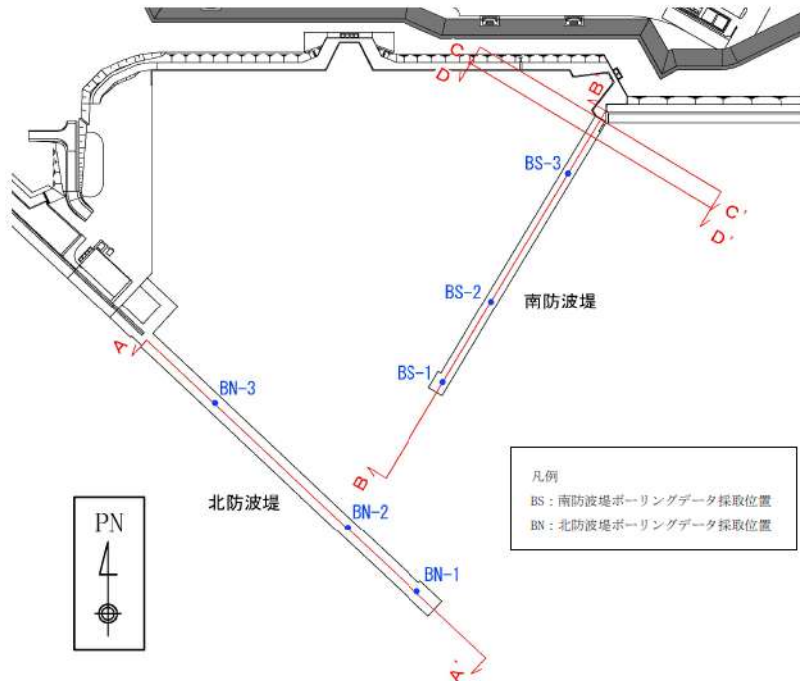 C
D
B
BS-3
C'
D'
BS-2
南防波堤
A
BS-1
BN-3
B
凡例
BS:南防波堤ボーリングデータ採取位置
BN:北防波堤ボーリングデータ採取位置
北防波堤
BN-2
PN
BN-1
A'